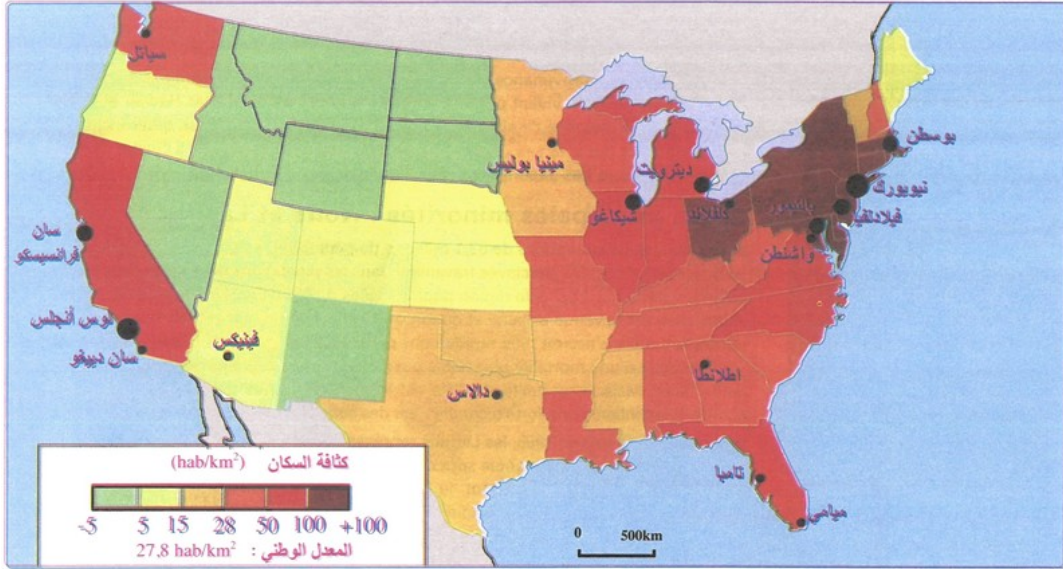 سياتل
بوسطن
مينيا بوليس
ديترويت
نيويورك
شيكاغو
كليفلاند
بالتيمور
فيلادلفيا
سان
فرانسيسكو
واشنطن
لوس أنجلس
سان دييغو
فينيكس
دالاس
اطلانطا
تامبا
ميامي
كثافة السكان (hab/km²)
-5 5 15 28 50 100 +100
المعدل الوطني : 27,8 hab/km²
0 500km